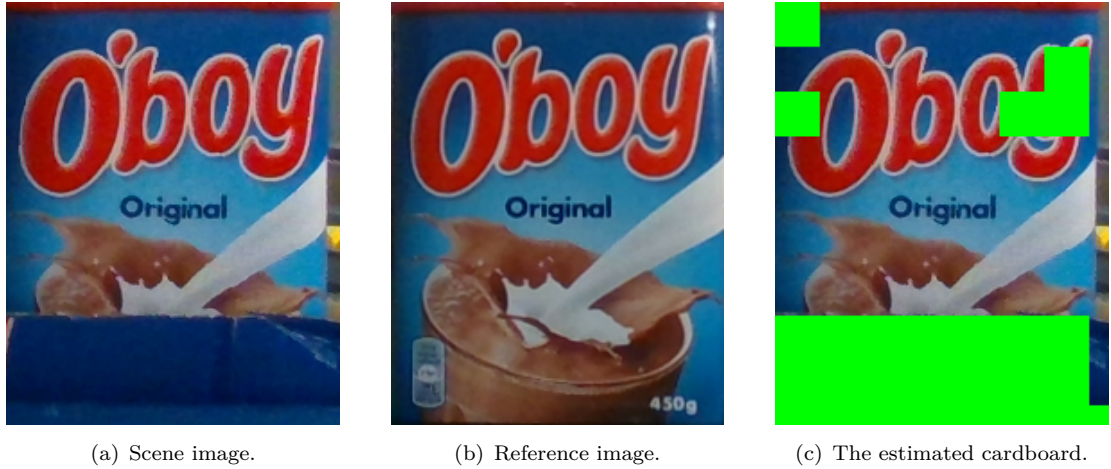 O'boy
Original
(a) Scene image.
O'boy
Original
450g
(b) Reference image.
O'boy
Original
(c) The estimated cardboard.